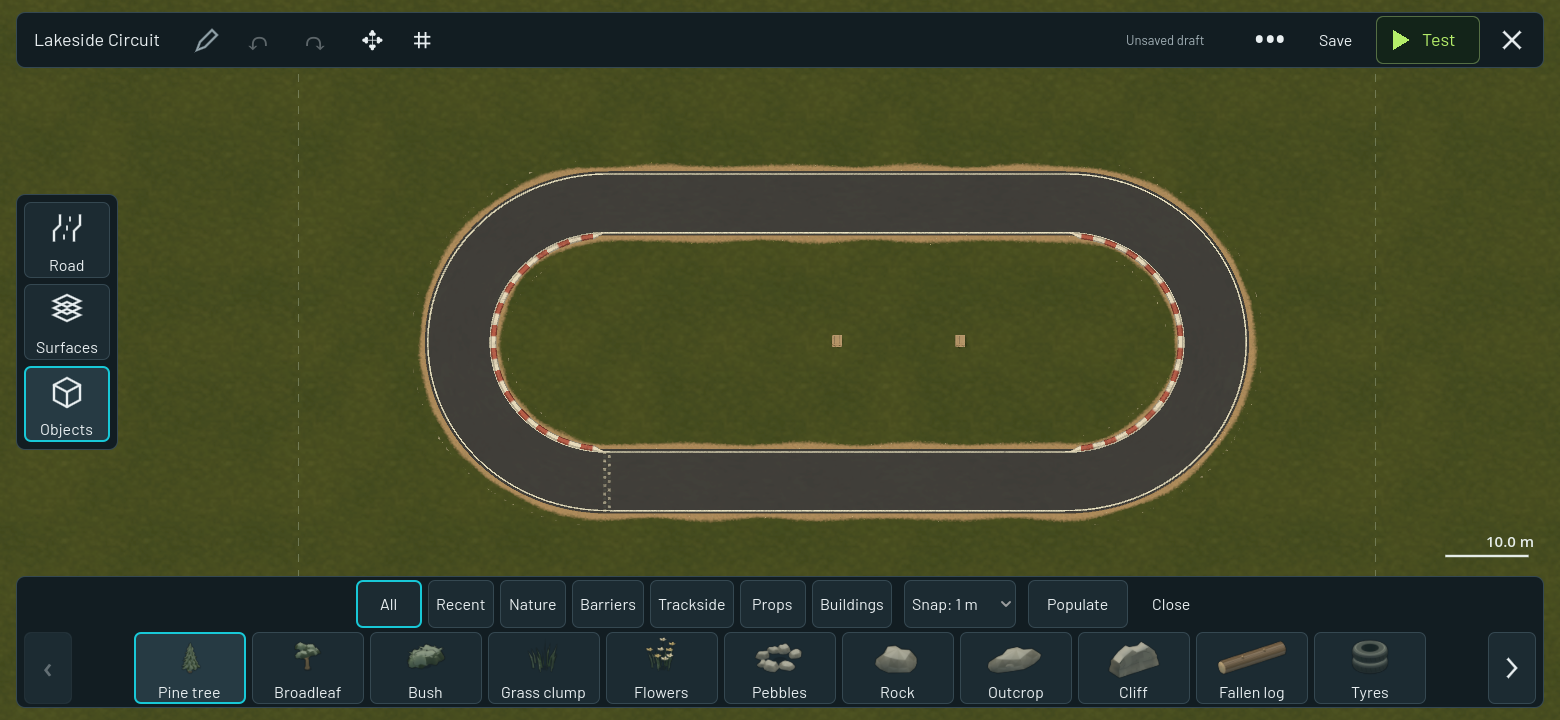 Lakeside Circuit
Unsaved draft
Save
Test
Road
Surfaces
Objects
10.0 m
All
Recent
Nature
Barriers
Trackside
Props
Buildings
Snap: 1 m
Populate
Close
Pine tree
Broadleaf
Bush
Grass clump
Flowers
Pebbles
Rock
Outcrop
Cliff
Fallen log
Tyres